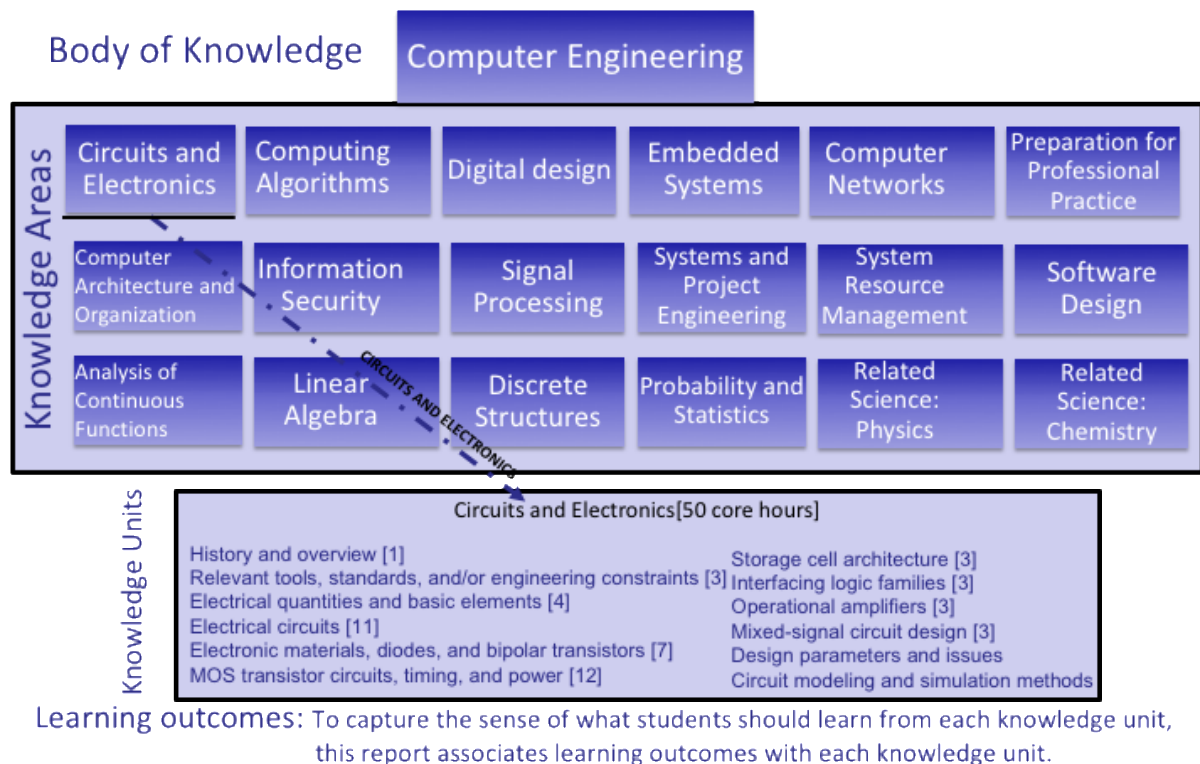 Body of Knowledge
Computer Engineering
Knowledge Areas
Circuits and
Electronics
Computing
Algorithms
Digital design
Embedded
Systems
Computer
Networks
Preparation for
Professional
Practice
Computer
Architecture and
Organization
Information
Security
Signal
Processing
Systems and
Project
Engineering
System
Resource
Management
Software
Design
Analysis of
Continuous
Functions
Linear
Algebra
Discrete
Structures
Probability and
Statistics
Related
Science:
Physics
Related
Science:
Chemistry
CIRCUITS AND ELECTRONICS
Knowledge Units
Circuits and Electronics[50 core hours]
History and overview [1]
Relevant tools, standards, and/or engineering constraints [3]
Electrical quantities and basic elements [4]
Electrical circuits [11]
Electronic materials, diodes, and bipolar transistors [7]
MOS transistor circuits, timing, and power [12]
Storage cell architecture [3]
Interfacing logic families [3]
Operational amplifiers [3]
Mixed-signal circuit design [3]
Design parameters and issues
Circuit modeling and simulation methods
Learning outcomes: To capture the sense of what students should learn from each knowledge unit,
this report associates learning outcomes with each knowledge unit.